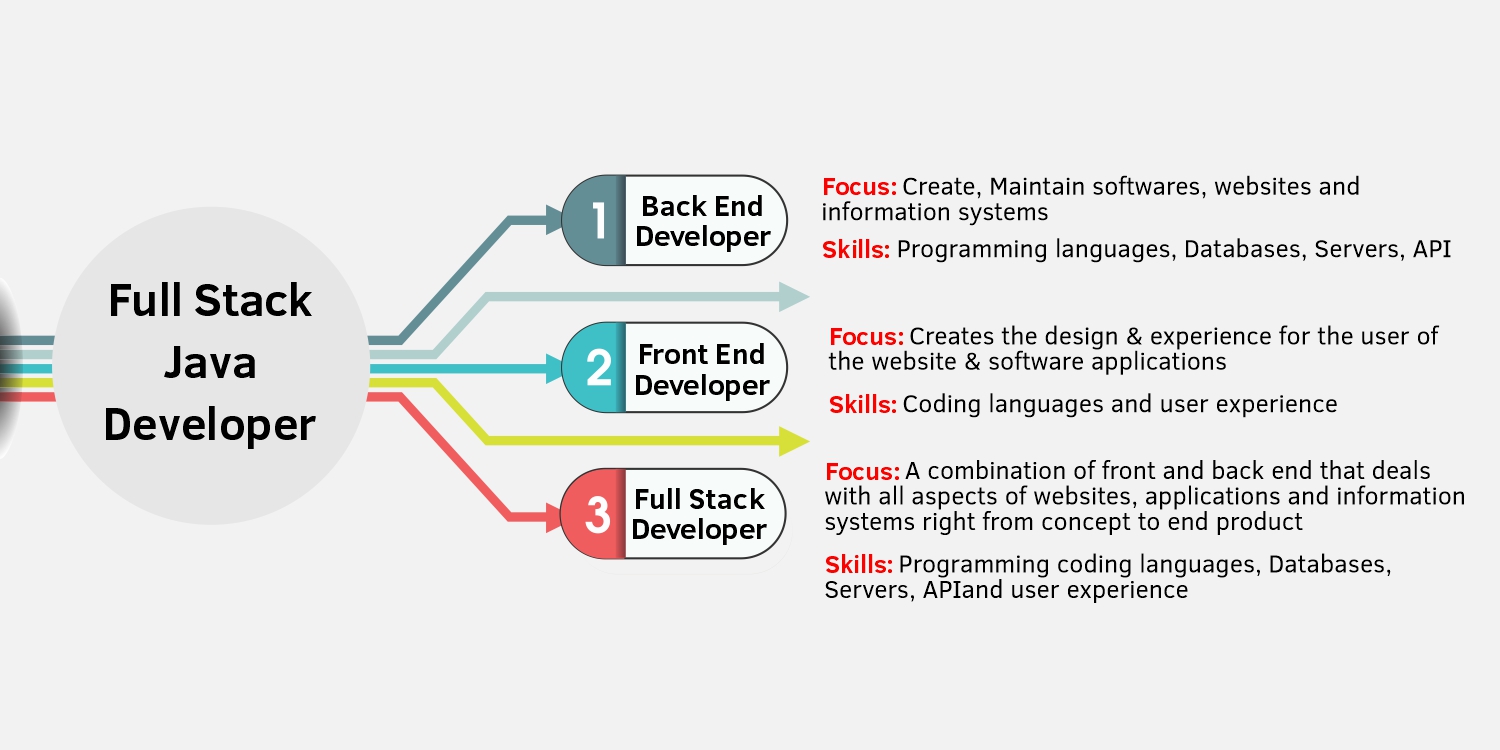 Full Stack
Java
Developer
1
Back End
Developer
Focus: Create, Maintain softwares, websites and
information systems
Skills: Programming languages, Databases, Servers, API
2
Front End
Developer
Focus: Creates the design & experience for the user of
the website & software applications
Skills: Coding languages and user experience
3
Full Stack
Developer
Focus: A combination of front and back end that deals
with all aspects of websites, applications and information
systems right from concept to end product
Skills: Programming coding languages, Databases,
Servers, APIand user experience